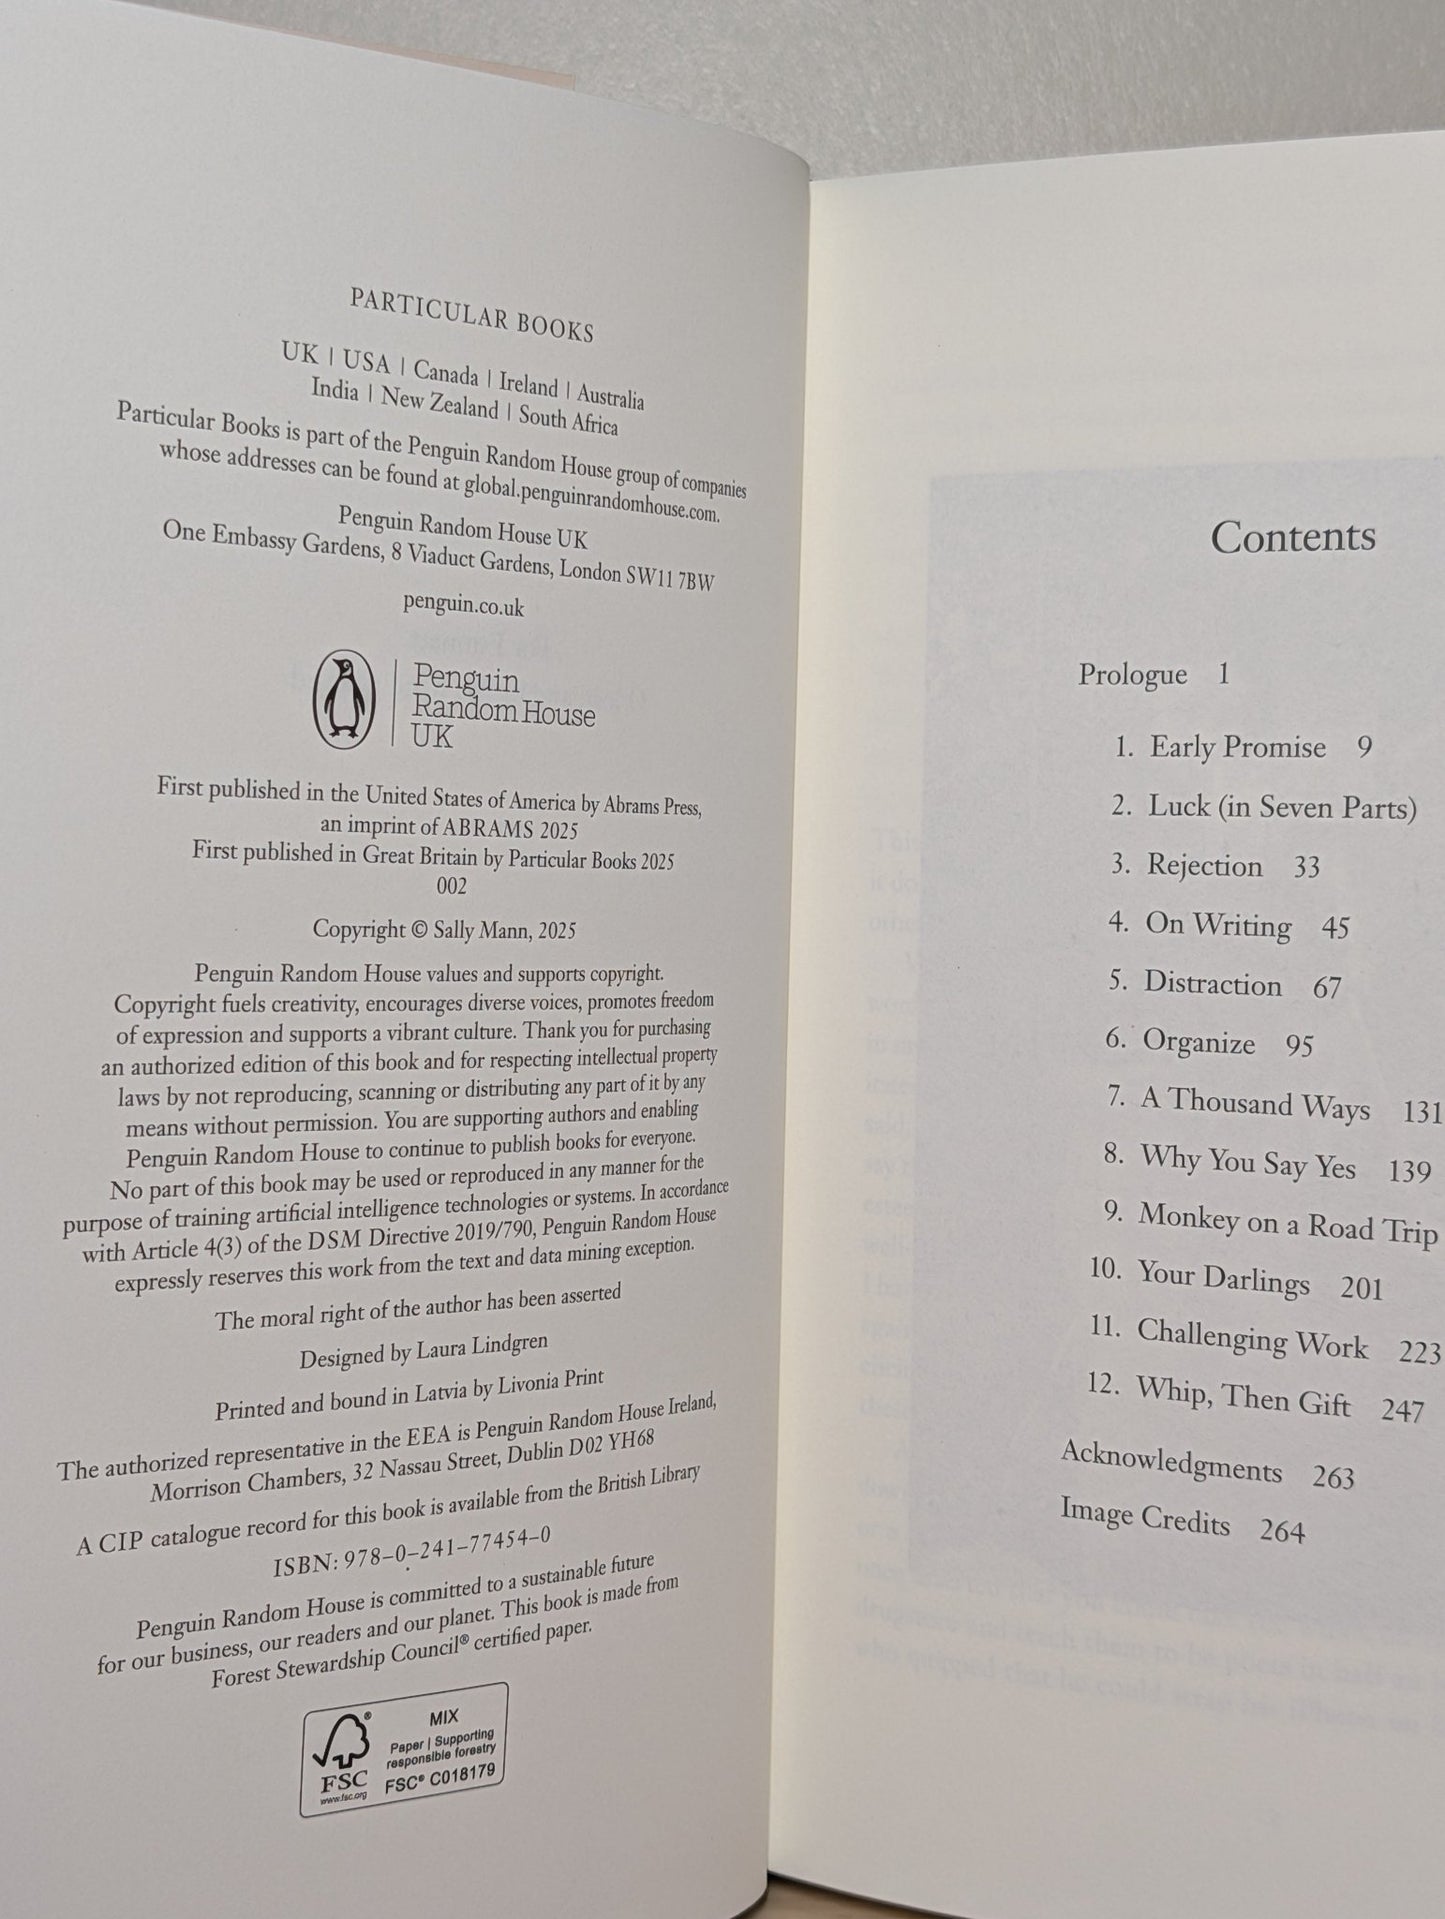 PARTICULAR BOOKS
UK | USA | Canada | Ireland | Australia
India | New Zealand | South Africa
Particular Books is part of the Penguin Random House group of companies
whose addresses can be found at global.penguinrandomhouse.com.
Penguin Random House UK
One Embassy Gardens, 8 Viaduct Gardens, London SW11 7BW
penguin.co.uk
Penguin
Random House
UK
First published in the United States of America by Abrams Press,
an imprint of ABRAMS 2025
First published in Great Britain by Particular Books 2025
002
Copyright © Sally Mann, 2025
Penguin Random House values and supports copyright.
Copyright fuels creativity, encourages diverse voices, promotes freedom
of expression and supports a vibrant culture. Thank you for purchasing
an authorized edition of this book and for respecting intellectual property
laws by not reproducing, scanning or distributing any part of it by any
means without permission. You are supporting authors and enabling
Penguin Random House to continue to publish books for everyone.
No part of this book may be used or reproduced in any manner for the
purpose of training artificial intelligence technologies or systems. In accordance
with Article 4(3) of the DSM Directive 2019/790, Penguin Random House
expressly reserves this work from the text and data mining exception.
The moral right of the author has been asserted
Designed by Laura Lindgren
Printed and bound in Latvia by Livonia Print
The authorized representative in the EEA is Penguin Random House Ireland,
Morrison Chambers, 32 Nassau Street, Dublin D02 YH68
A CIP catalogue record for this book is available from the British Library
ISBN: 978–0–241–77454–0
Penguin Random House is committed to a sustainable future
for our business, our readers and our planet. This book is made from
Forest Stewardship Council® certified paper.
®
FSC
www.fsc.org
MIX
Paper | Supporting
responsible forestry
FSC® C018179
Contents
Prologue 1
1. Early Promise 9
2. Luck (in Seven Parts)
3. Rejection 33
4. On Writing 45
5. Distraction 67
6. Organize 95
7. A Thousand Ways 131
8. Why You Say Yes 139
9. Monkey on a Road Trip
10. Your Darlings 201
11. Challenging Work 223
12. Whip, Then Gift 247
Acknowledgments 263
Image Credits 264